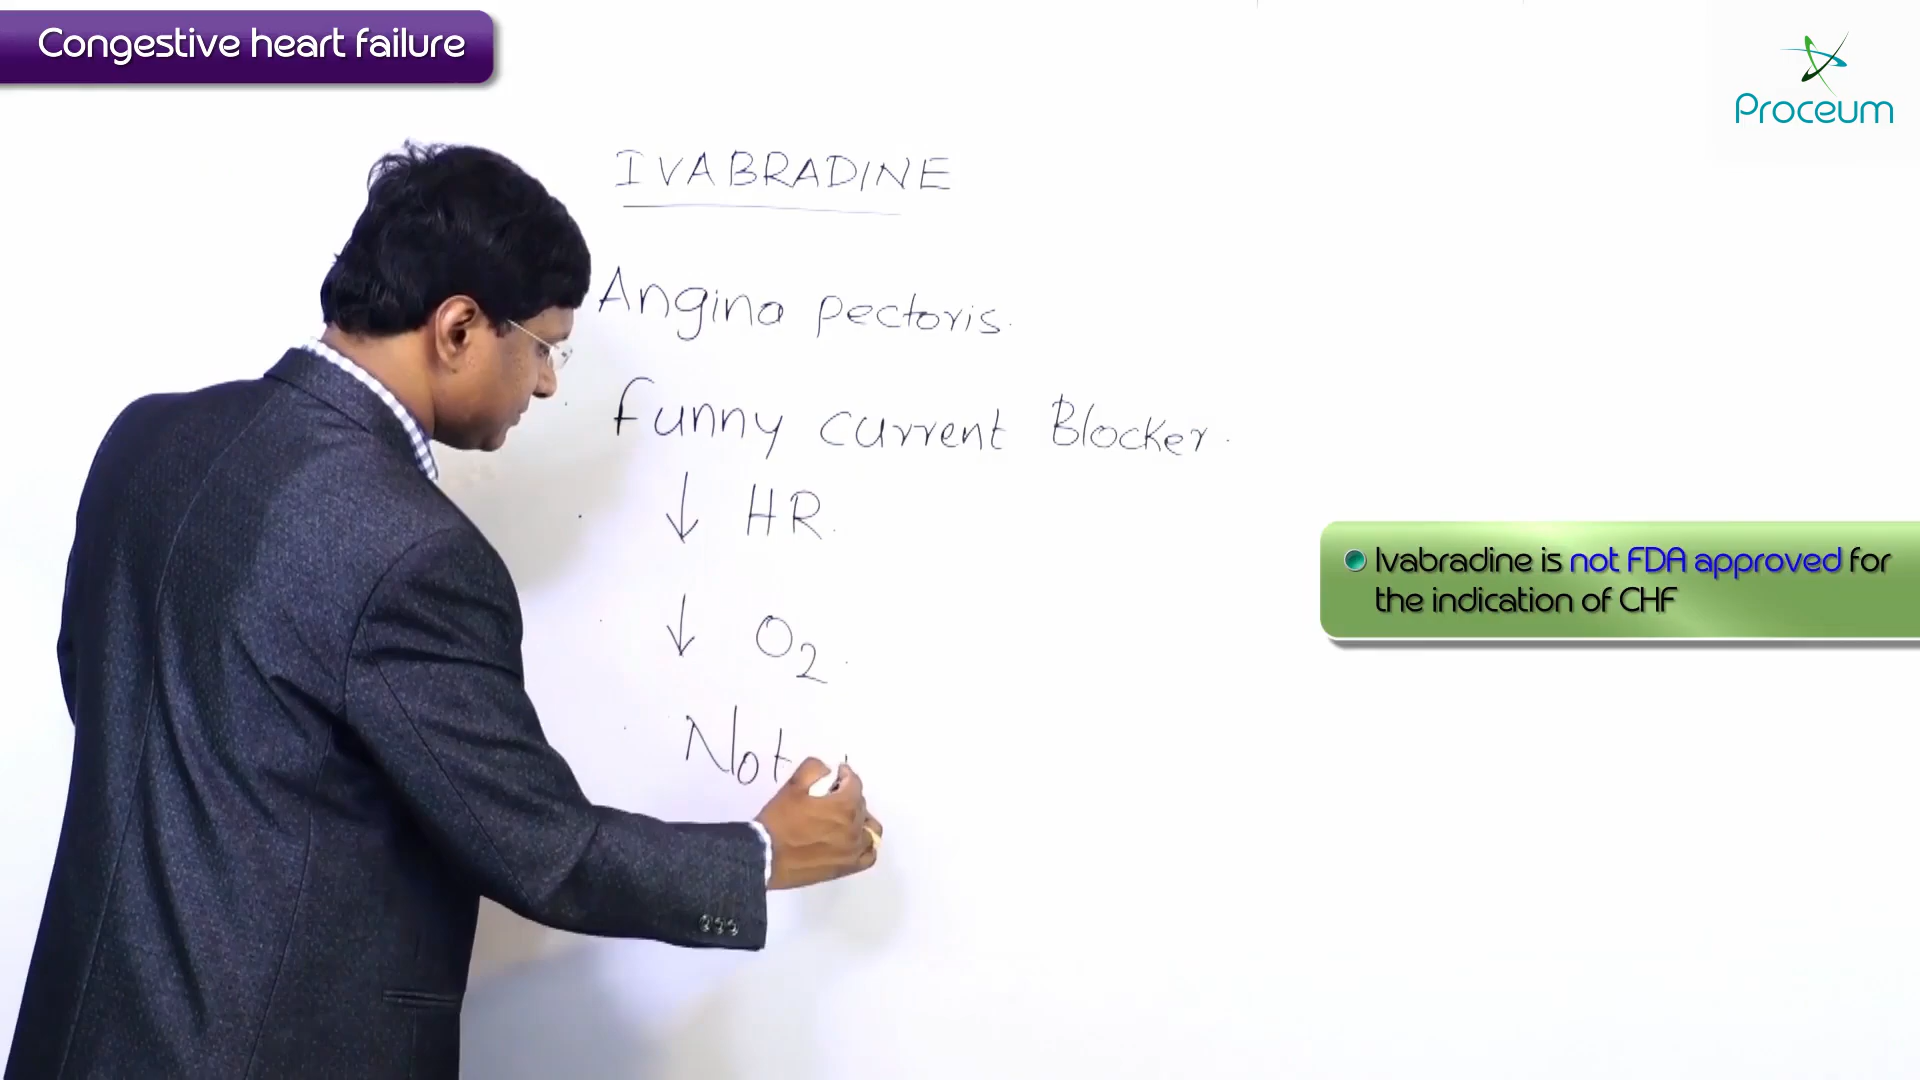 Congestive heart failure
Proceum
IVABRADINE
Angina pectoris.
Funny current Blocker.
↓ HR.
↓ O2.
Not
Ivabradine is not FDA approved for
the indication of CHF